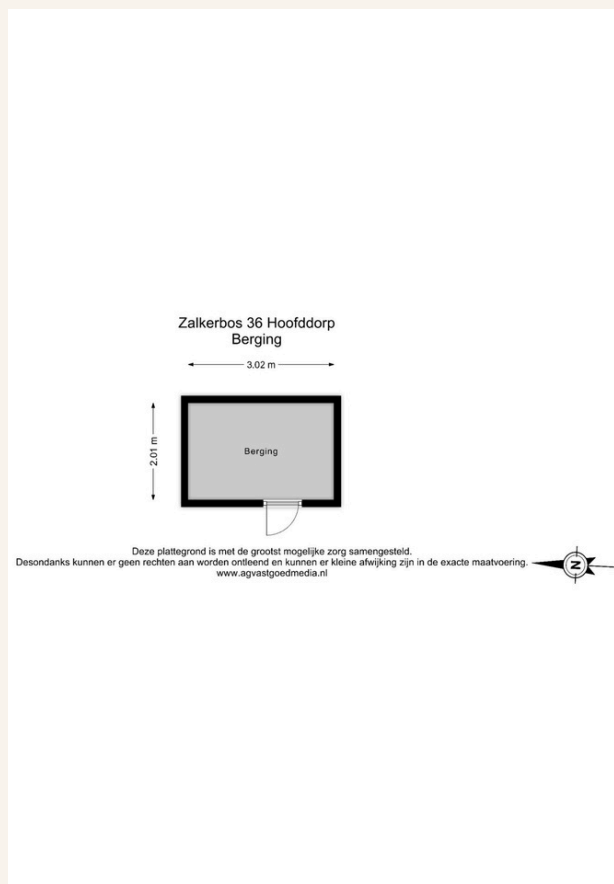 Zalkerbos 36 Hoofddorp
Berging
3.02 m
2.01 m
Berging
Deze plattegrond is met de grootst mogelijke zorg samengesteld.
Desondanks kunnen er geen rechten aan worden ontleend en kunnen er kleine afwijking zijn in de exacte maatvoering.
www.agvastgoedmedia.nl
N